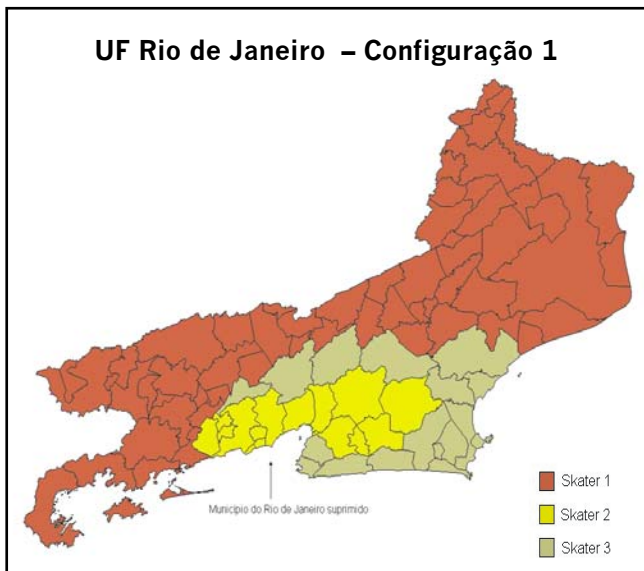 UF Rio de Janeiro – Configuração 1
Município do Rio de Janeiro suprimido
Skater 1
Skater 2
Skater 3